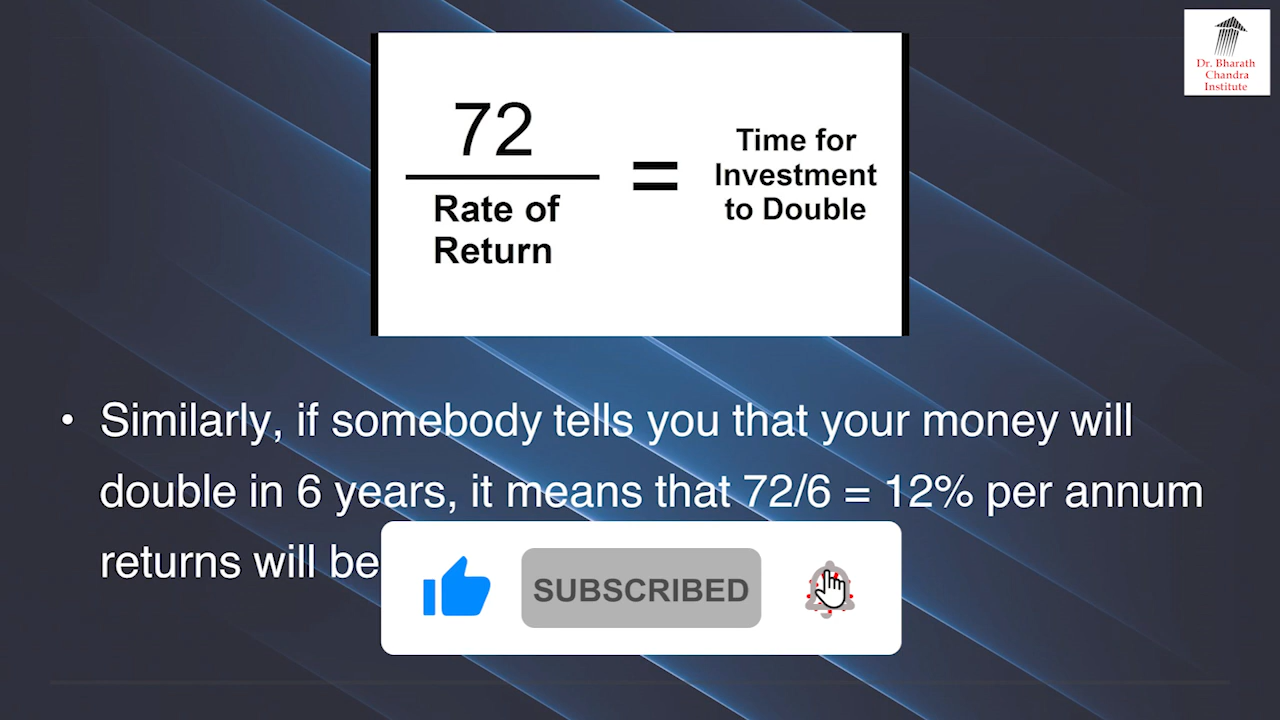 Dr. Bharath
Chandra
Institute
72
Rate of
Return
=
Time for
Investment
to Double
• Similarly, if somebody tells you that your money will
double in 6 years, it means that 72/6 = 12% per annum
returns will be
SUBSCRIBED